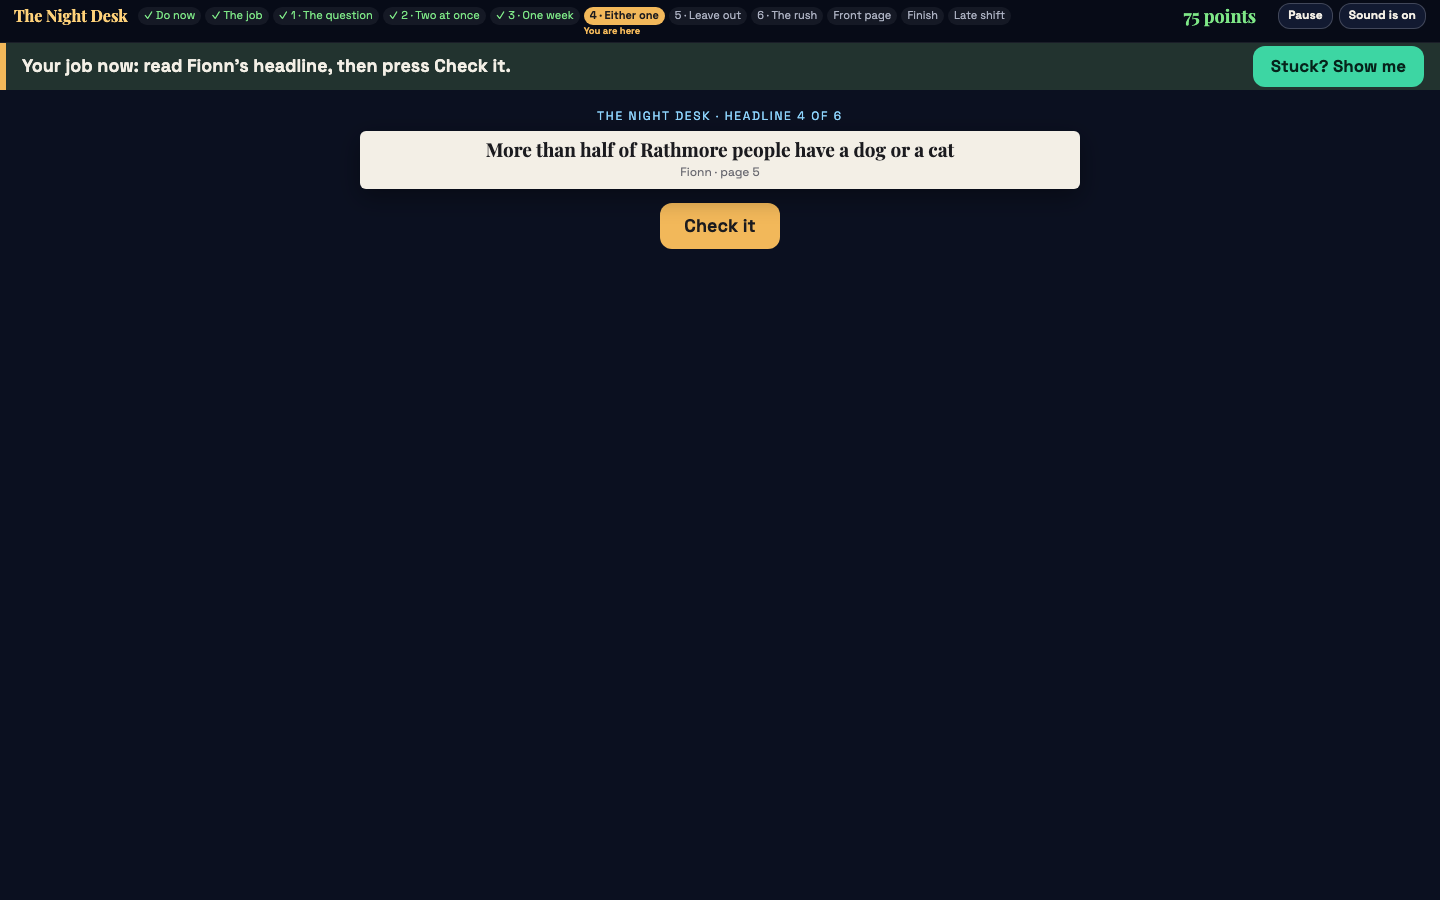 The Night Desk ✓ Do now ✓ The job ✓ 1 · The question ✓ 2 · Two at once ✓ 3 · One week 4 · Either one 5 · Leave out 6 · The rush Front page Finish Late shift 75 points Pause Sound is on
You are here
Your job now: read Fionn's headline, then press Check it. Stuck? Show me
THE NIGHT DESK · HEADLINE 4 OF 6
More than half of Rathmore people have a dog or a cat
Fionn · page 5
Check it